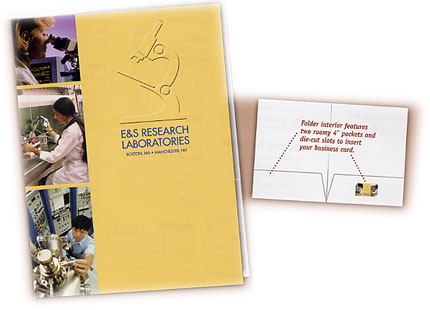 E&S RESEARCH
LABORATORIES
BOSTON, MA • MANCHESTER, NH
Folder interior features
two roomy 4" pockets and
die-cut slots to insert
your business card.